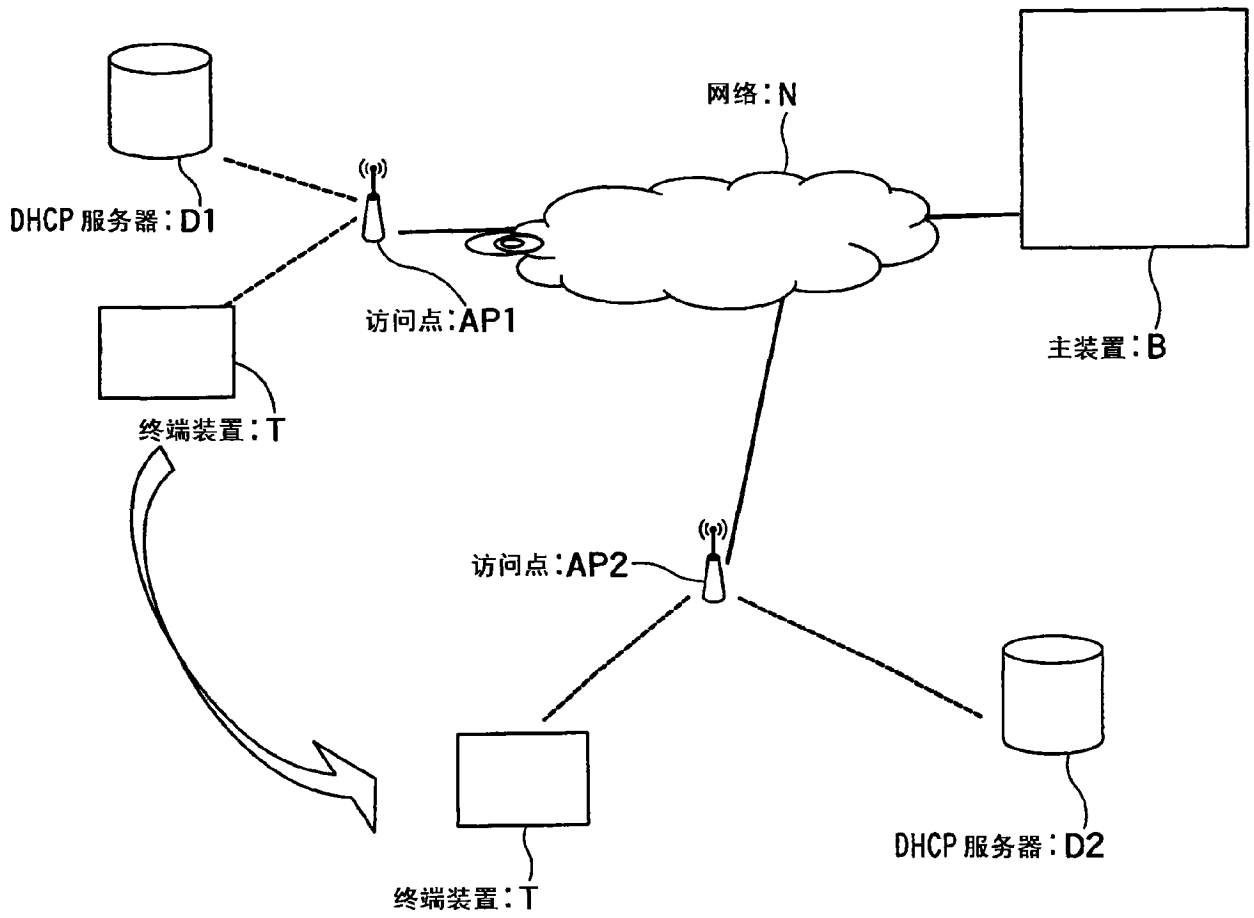 网络:N
DHCP 服务器:D1
访问点:AP1
主装置:B
终端装置:T
访问点:AP2
DHCP 服务器:D2
终端装置:T